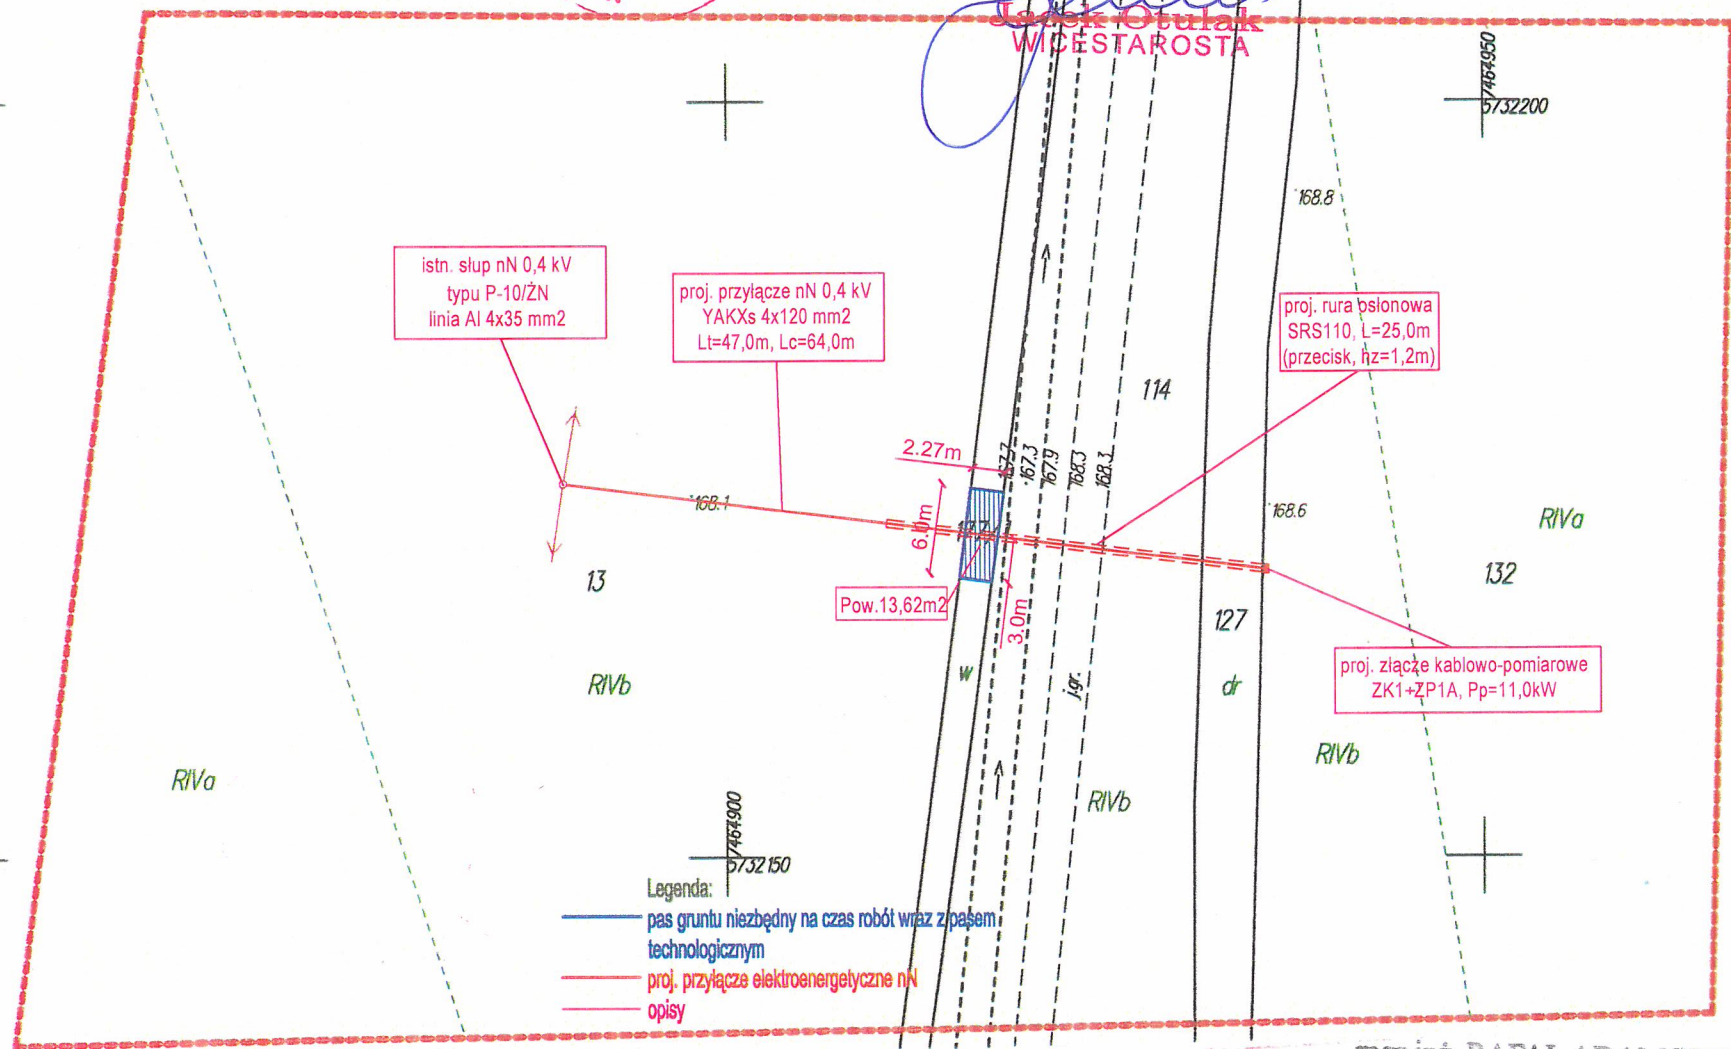 Jacek Otulak
WICESTAROSTA
7464950
5732200
168.8
istn. słup nN 0,4 kV
typu P-10/ŻN
linia Al 4x35 mm2
proj. przyłącze nN 0,4 kV
YAKXs 4x120 mm2
Lt=47,0m, Lc=64,0m
proj. rura osłonowa
SRS110, L=25,0m
(przecisk, hz=1,2m)
114
2.27m
167.3
167.9
168.3
168.3
168.1
168.6
6.0m
RIVa
13
132
Pow.13,62m2
3.0m
127
proj. złącze kablowo-pomiarowe
ZK1+ZP1A, Pp=11,0kW
w
RIVb
j.gr.
dr
RIVb
RIVa
RIVb
7464900
5732150
Legenda:
pas gruntu niezbędny na czas robót wraz z pasem
technologicznym
proj. przyłącze elektroenergetyczne nN
opisy